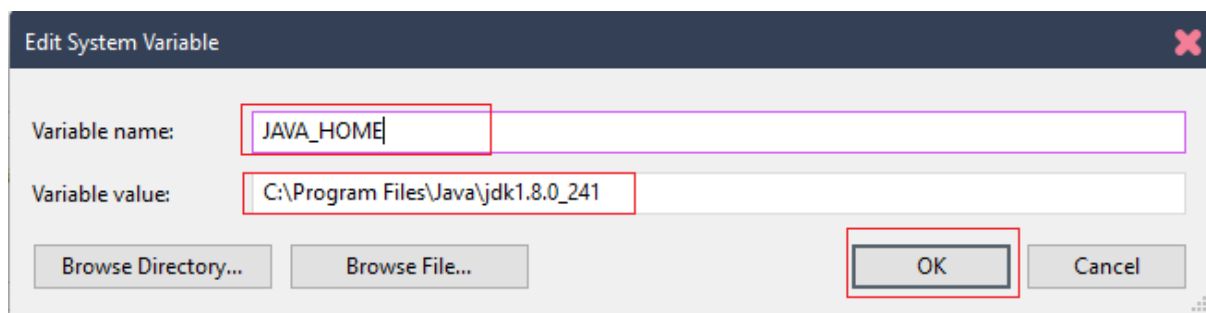 Edit System Variable
Variable name: JAVA_HOME
Variable value: C:\Program Files\Java\jdk1.8.0_241
Browse Directory... Browse File... OK Cancel